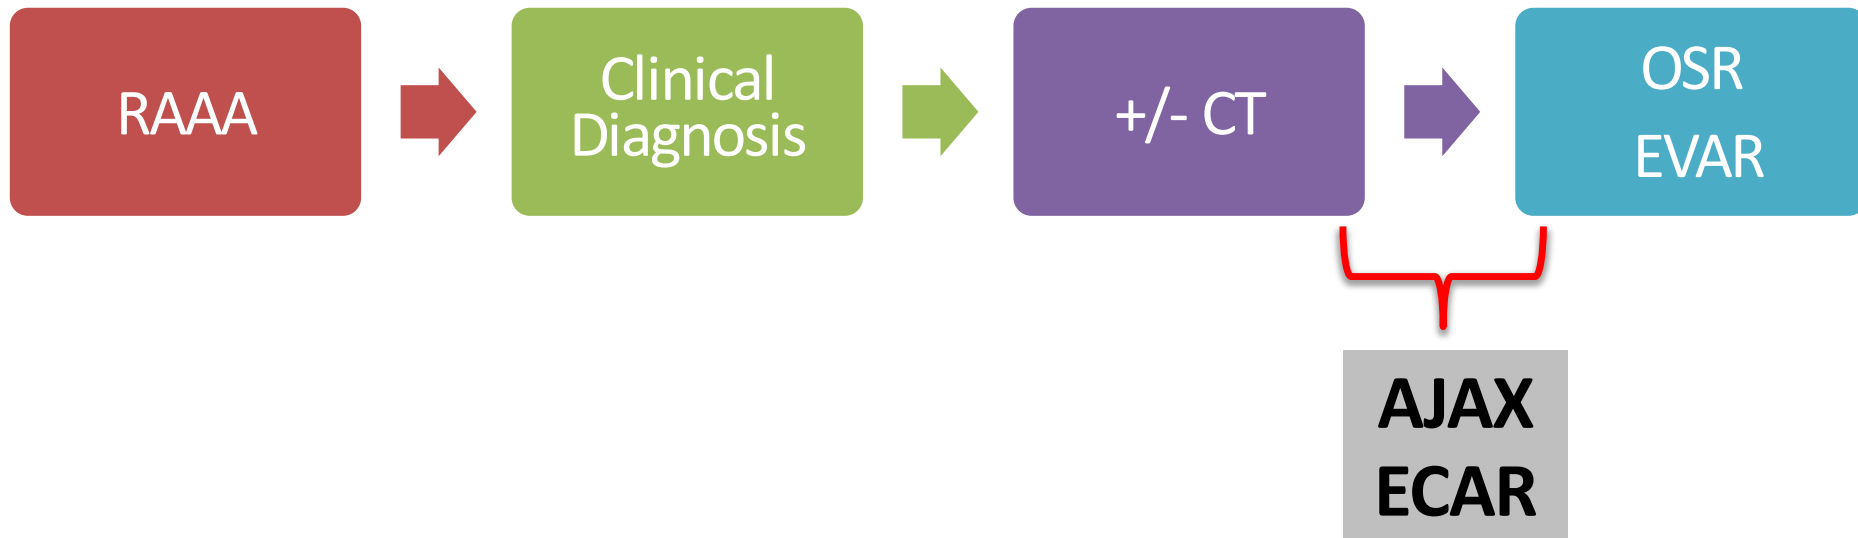 RAAA
Clinical
Diagnosis
+/- CT
OSR
EVAR
AJAX
ECAR